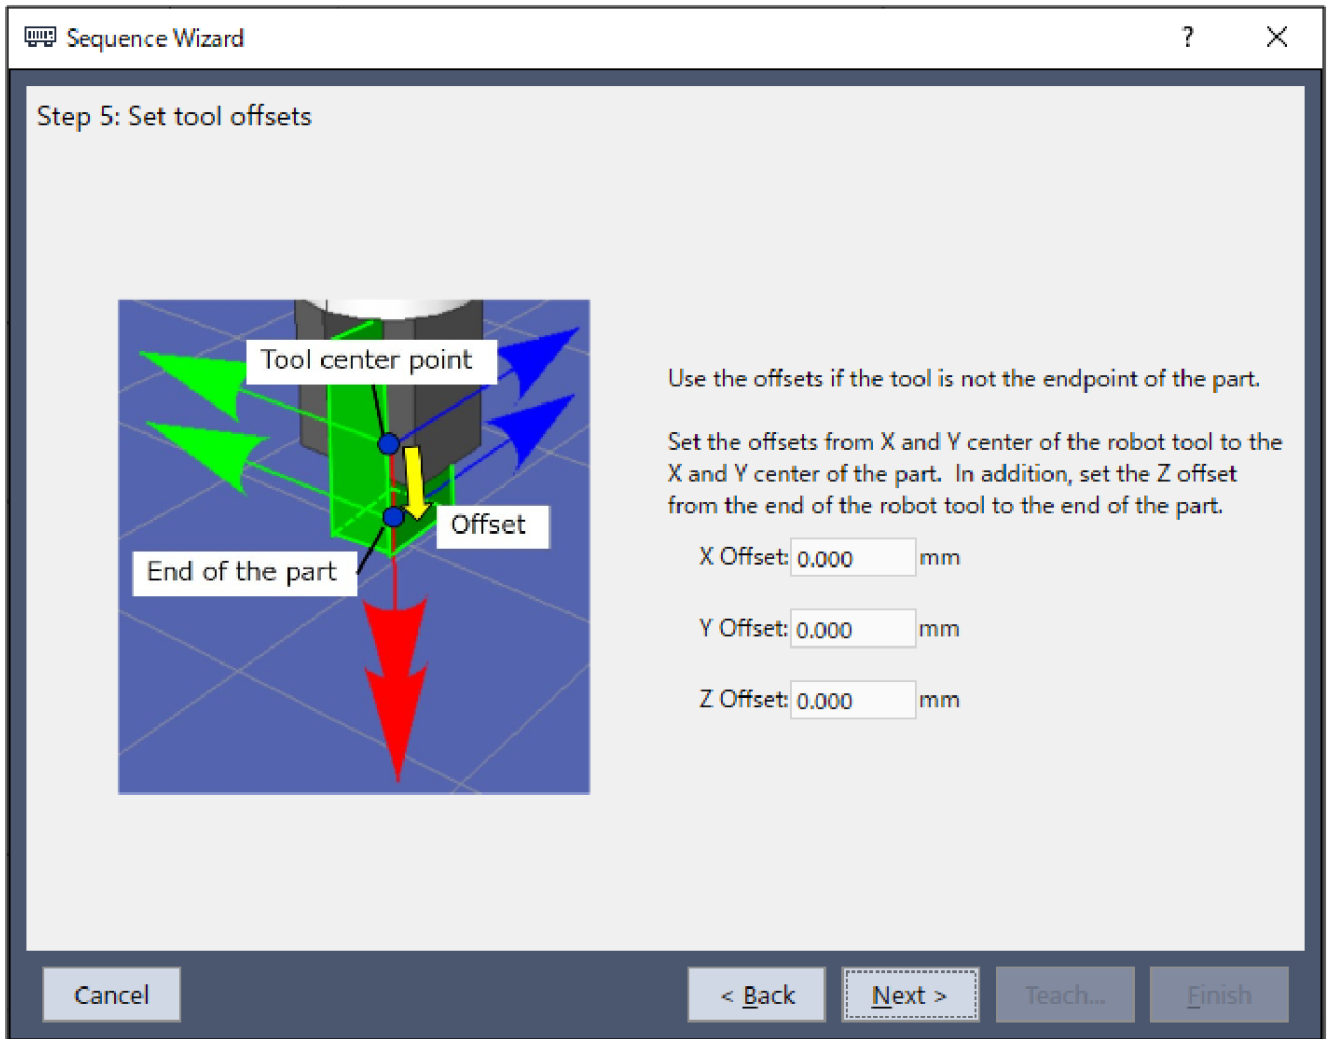 Sequence Wizard
?
Step 5: Set tool offsets
Tool center point
Offset
End of the part
Use the offsets if the tool is not the endpoint of the part.
Set the offsets from X and Y center of the robot tool to the
X and Y center of the part. In addition, set the Z offset
from the end of the robot tool to the end of the part.
X Offset: 0.000 mm
Y Offset: 0.000 mm
Z Offset: 0.000 mm
Cancel
< Back
Next >
Teach...
Finish